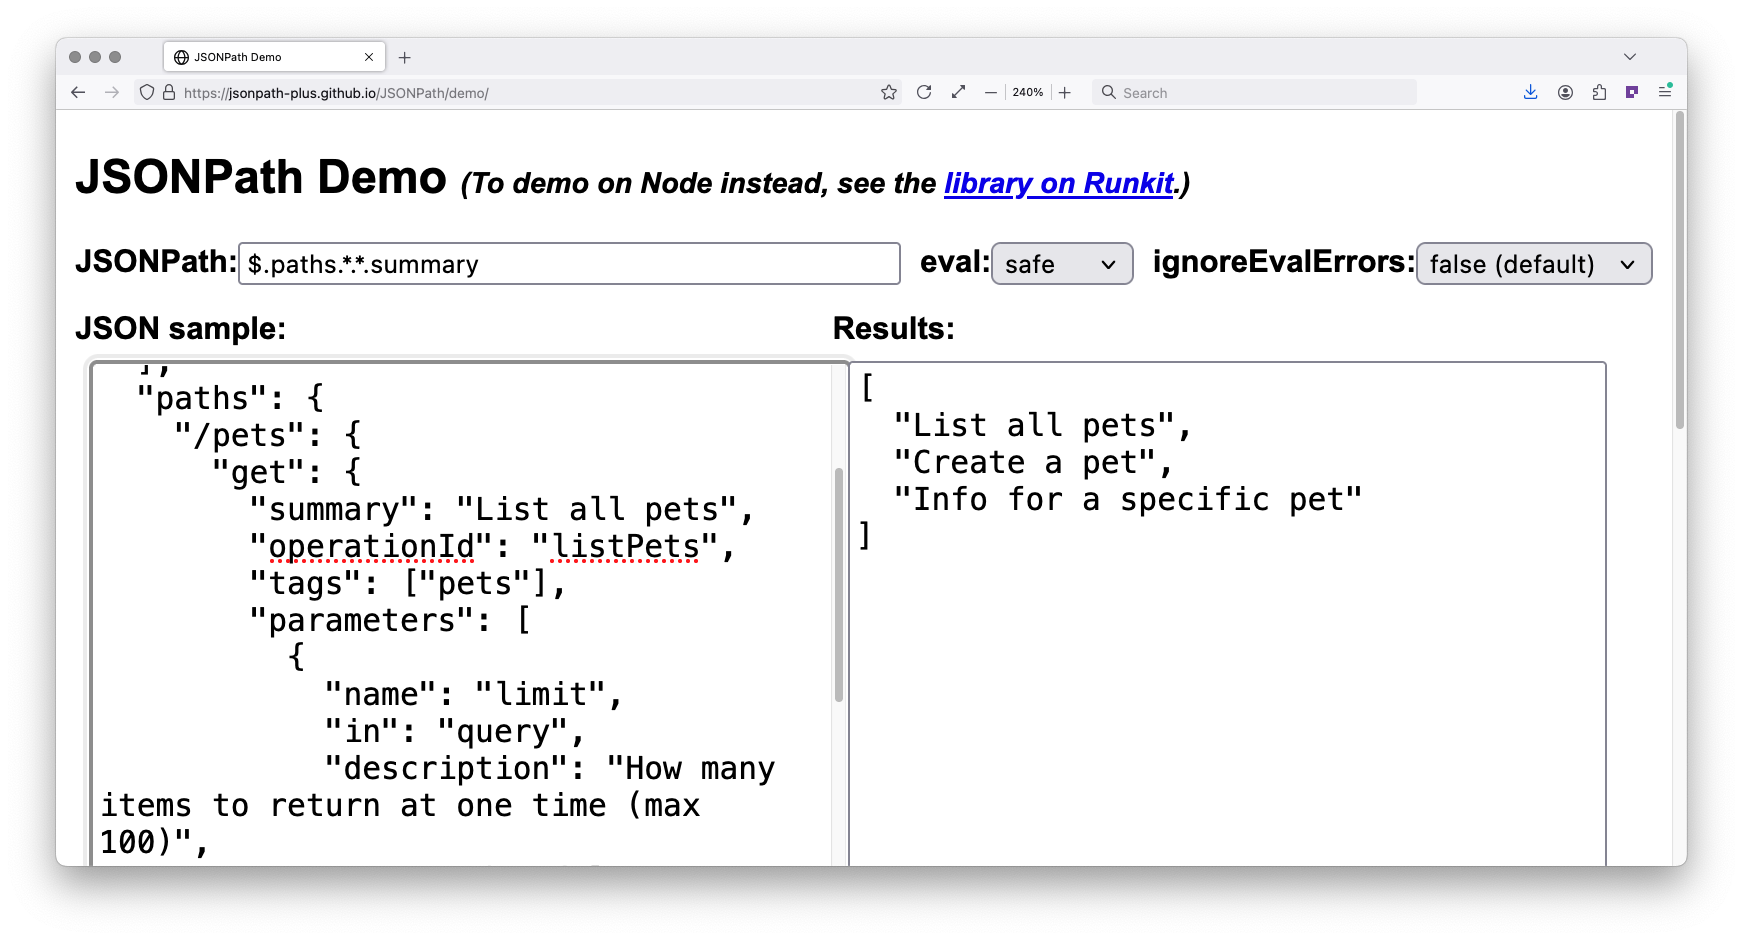 JSONPath Demo
https://jsonpath-plus.github.io/JSONPath/demo/
240%
Search
JSONPath Demo (To demo on Node instead, see the library on Runkit.)
JSONPath: $.paths.*.*.summary eval: safe ignoreEvalErrors: false (default)
JSON sample:
],
"paths": {
"/pets": {
"get": {
"summary": "List all pets",
"operationId": "listPets",
"tags": ["pets"],
"parameters": [
{
"name": "limit",
"in": "query",
"description": "How many
items to return at one time (max
100)",
Results:
[
"List all pets",
"Create a pet",
"Info for a specific pet"
]